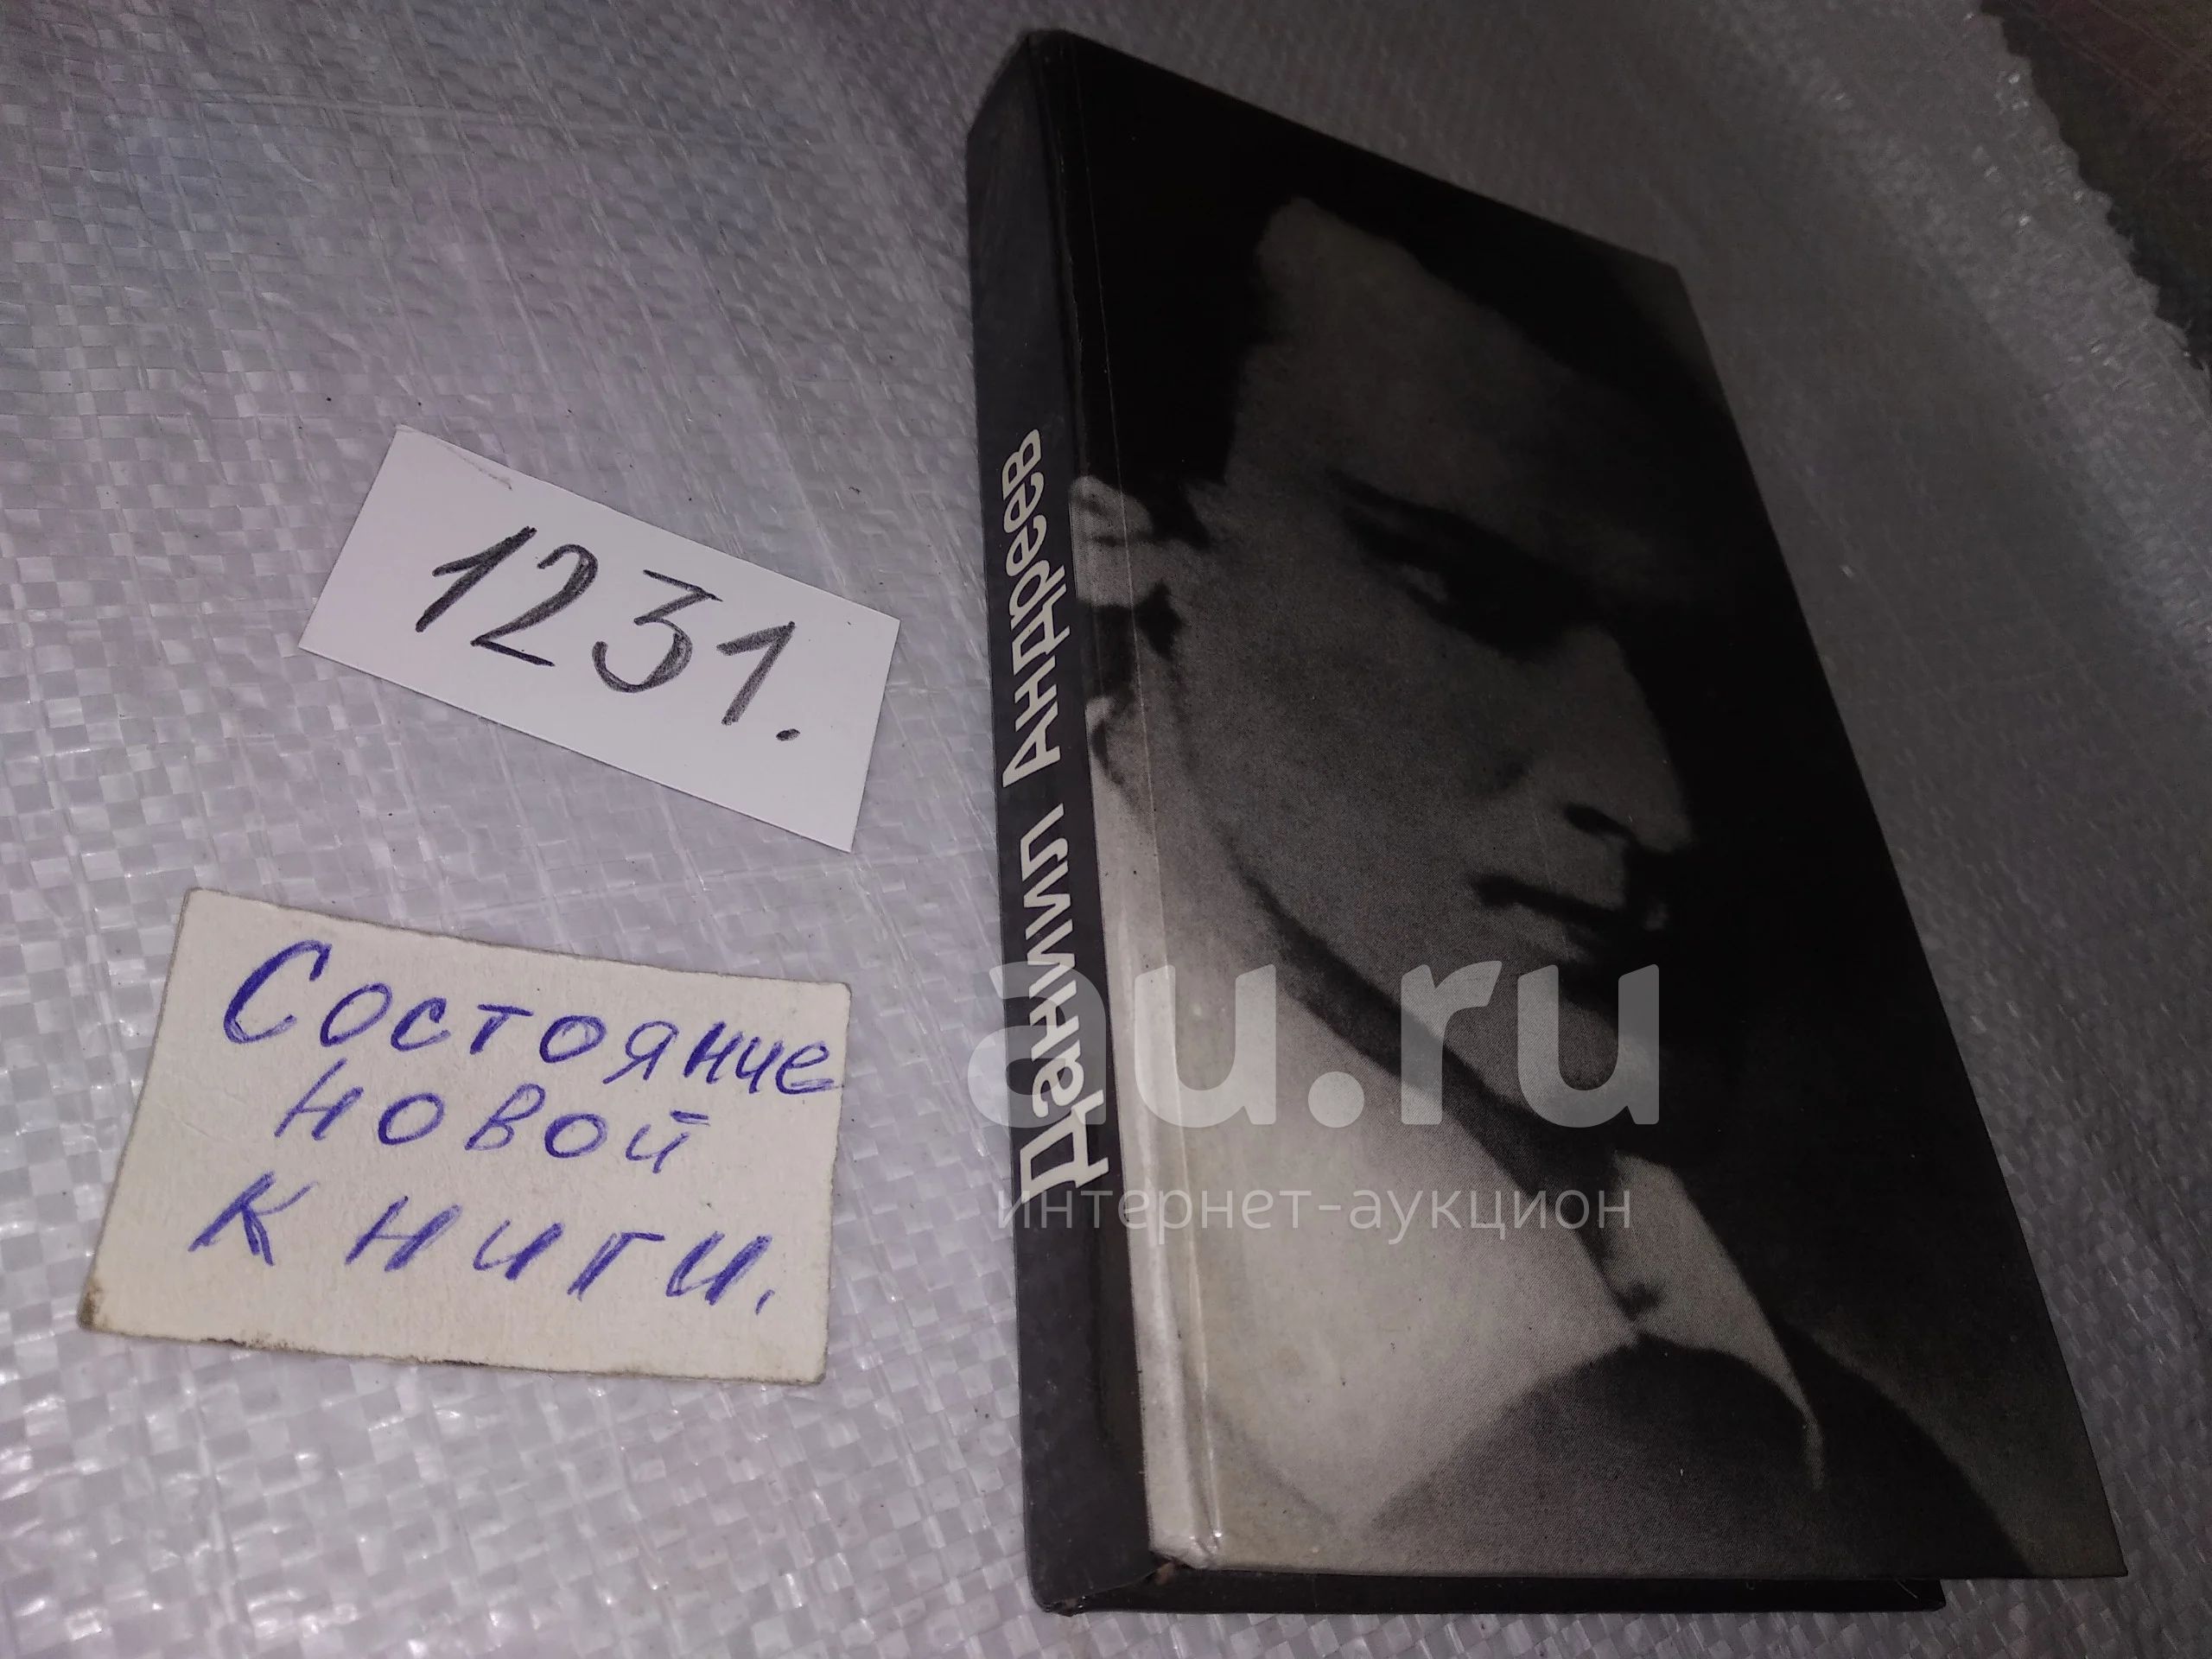 1231.
Состояние
новой
книги.
Даниил Андреев
au.ru
интернет-аукцион